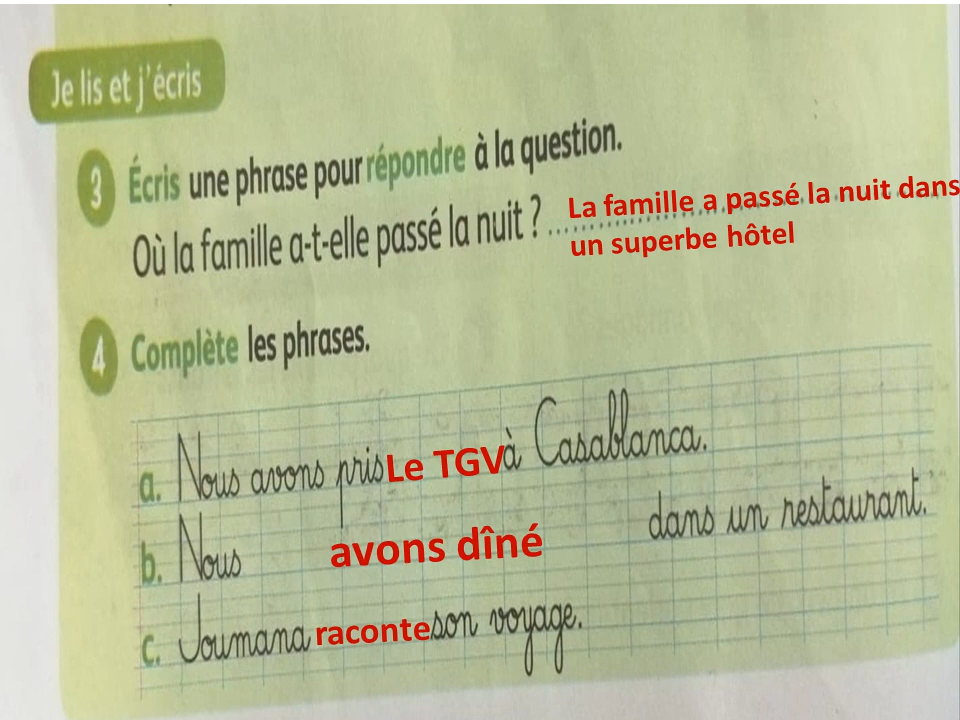 Je lis et j'écris
3 Écris une phrase pour répondre à la question.
Où la famille a-t-elle passé la nuit ? ........ La famille a passé la nuit dans
un superbe hôtel
4 Complète les phrases.
a. Nous avons pris Le TGV à Casablanca.
b. Nous avons dîné dans un restaurant.
c. Joumana raconte son voyage.